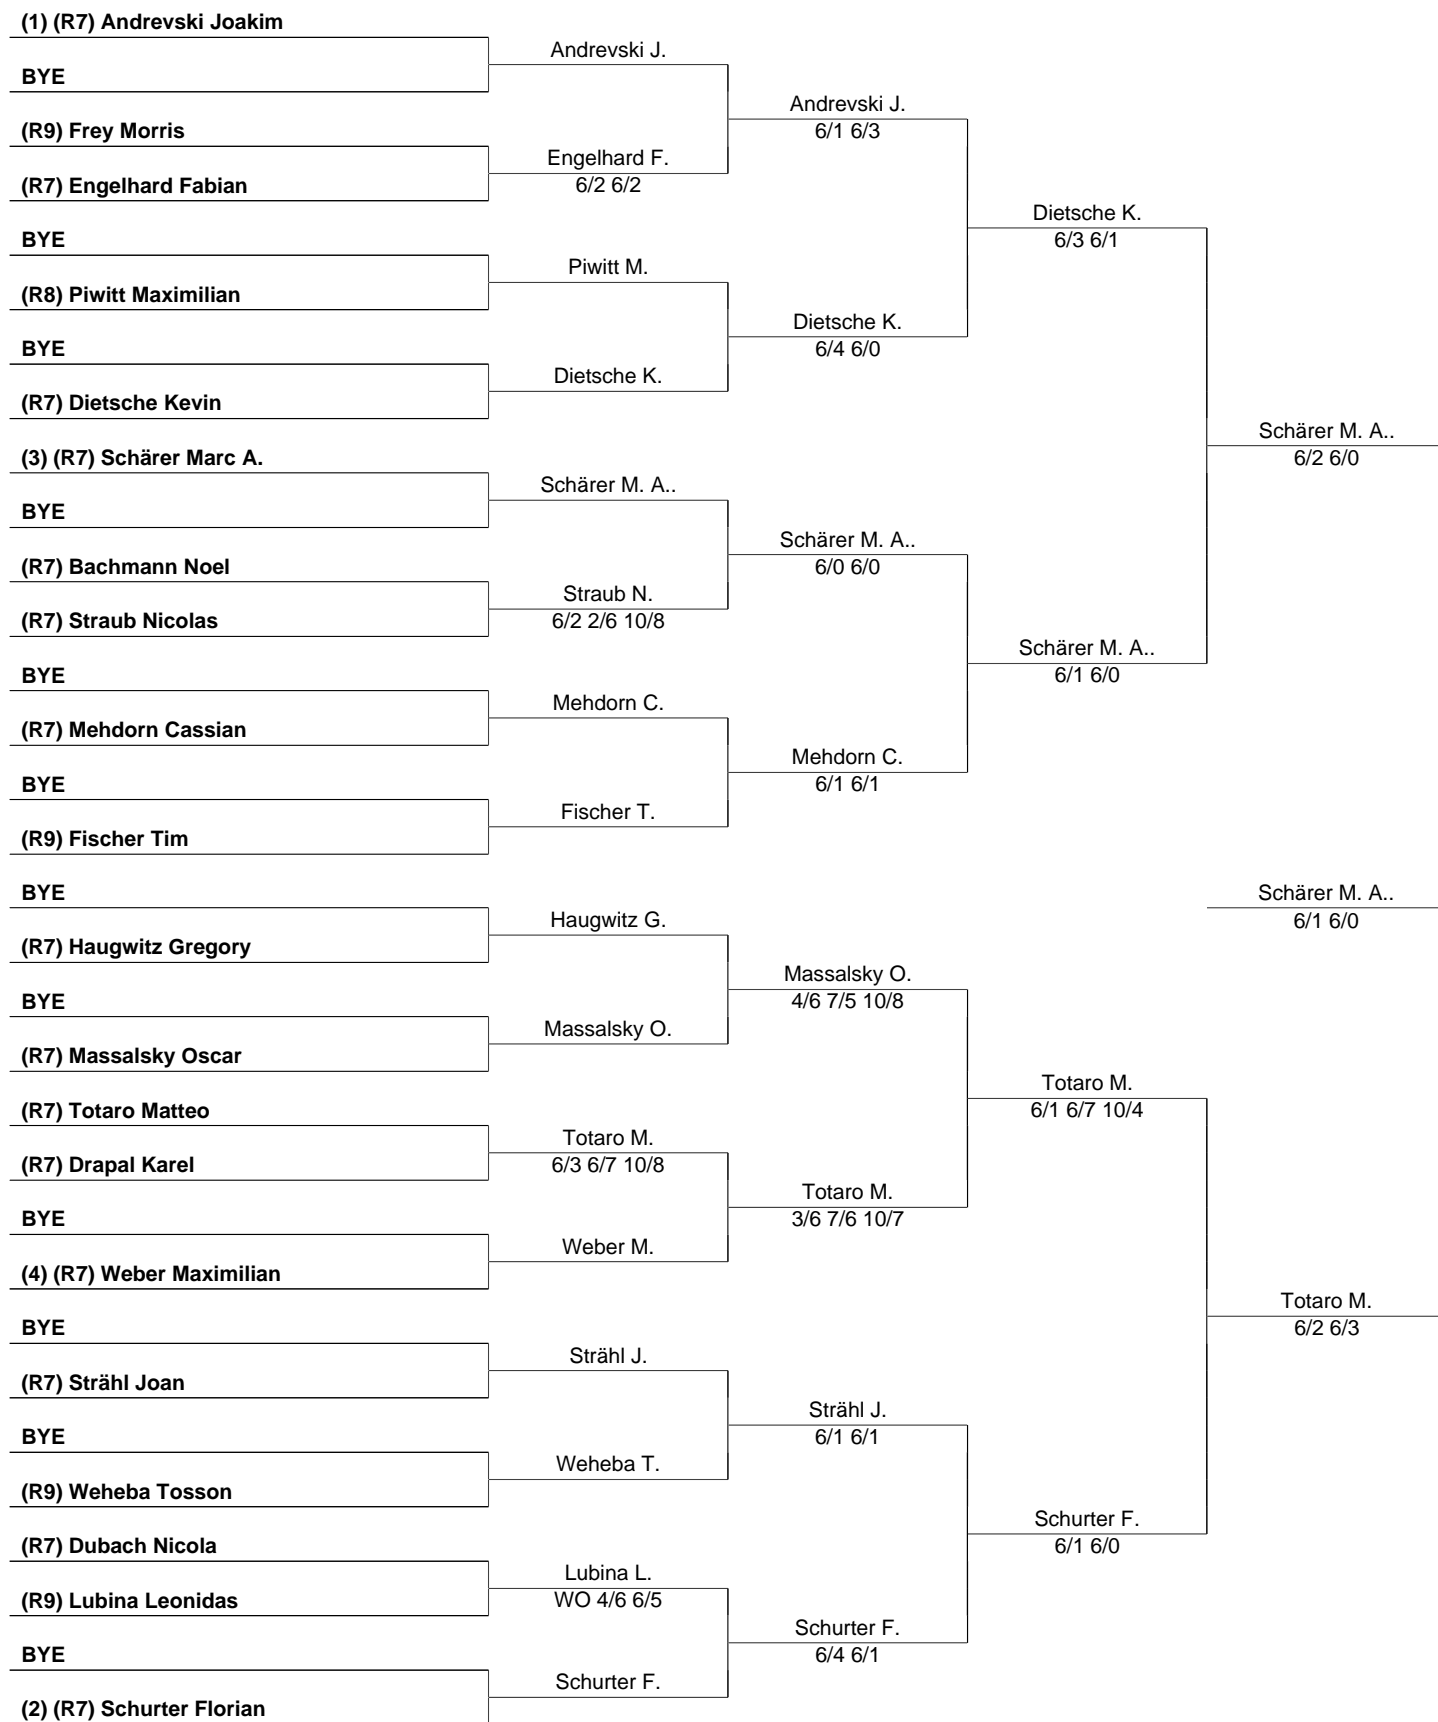 (1) (R7) Andrevski Joakim
BYE
(R9) Frey Morris
(R7) Engelhard Fabian
BYE
(R8) Piwitt Maximilian
BYE
(R7) Dietsche Kevin
(3) (R7) Schärer Marc A.
BYE
(R7) Bachmann Noel
(R7) Straub Nicolas
BYE
(R7) Mehdorn Cassian
BYE
(R9) Fischer Tim
BYE
(R7) Haugwitz Gregory
BYE
(R7) Massalsky Oscar
(R7) Totaro Matteo
(R7) Drapal Karel
BYE
(4) (R7) Weber Maximilian
BYE
(R7) Strähl Joan
BYE
(R9) Weheba Tosson
(R7) Dubach Nicola
(R9) Lubina Leonidas
BYE
(2) (R7) Schurter Florian
Andrevski J.
Engelhard F.
6/2 6/2
Piwitt M.
Dietsche K.
Schärer M. A..
Straub N.
6/2 2/6 10/8
Mehdorn C.
Fischer T.
Haugwitz G.
Massalsky O.
Totaro M.
6/3 6/7 10/8
Weber M.
Strähl J.
Weheba T.
Lubina L.
WO 4/6 6/5
Schurter F.
Andrevski J.
6/1 6/3
Dietsche K.
6/4 6/0
Schärer M. A..
6/0 6/0
Mehdorn C.
6/1 6/1
Massalsky O.
4/6 7/5 10/8
Totaro M.
3/6 7/6 10/7
Strähl J.
6/1 6/1
Schurter F.
6/4 6/1
Dietsche K.
6/3 6/1
Schärer M. A..
6/1 6/0
Totaro M.
6/1 6/7 10/4
Schurter F.
6/1 6/0
Schärer M. A..
6/2 6/0
Schärer M. A..
6/1 6/0
Totaro M.
6/2 6/3